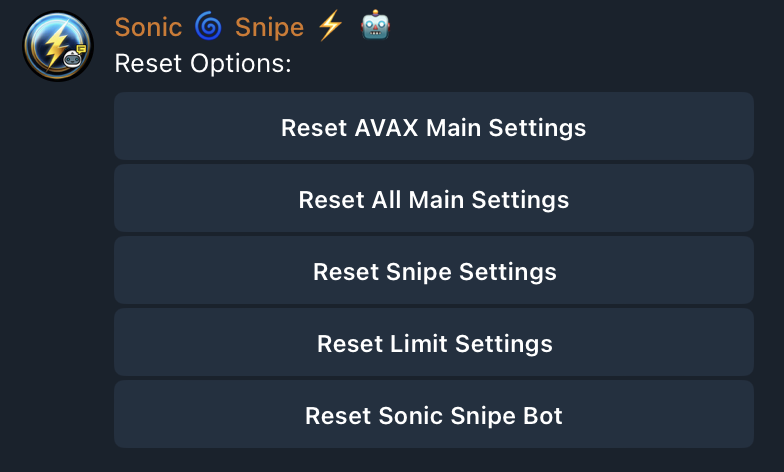 Sonic 🌀 Snipe ⚡ 🤖
Reset Options:
Reset AVAX Main Settings
Reset All Main Settings
Reset Snipe Settings
Reset Limit Settings
Reset Sonic Snipe Bot